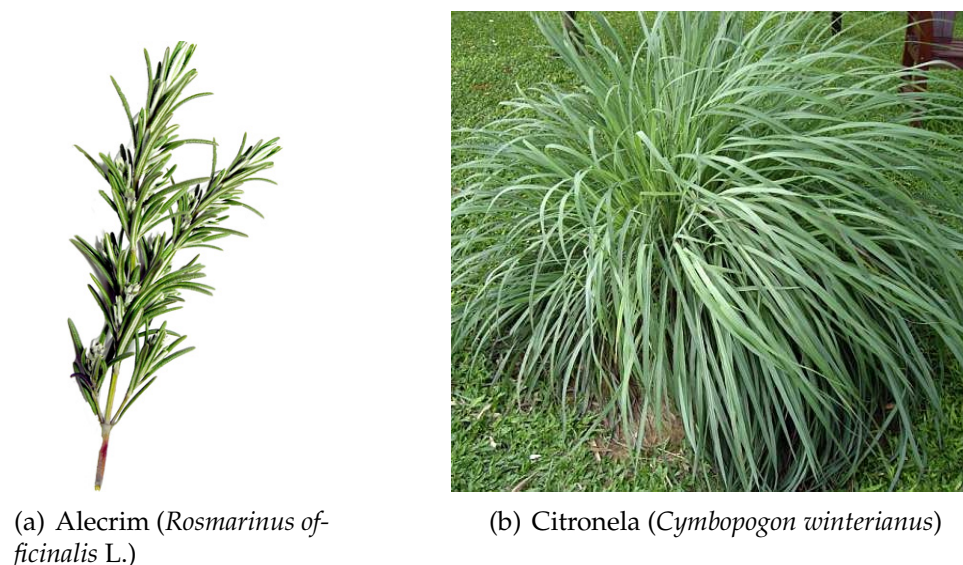 (a) Alecrim (Rosmarinus of-
ficinalis L.)
(b) Citronela (Cymbopogon winterianus)